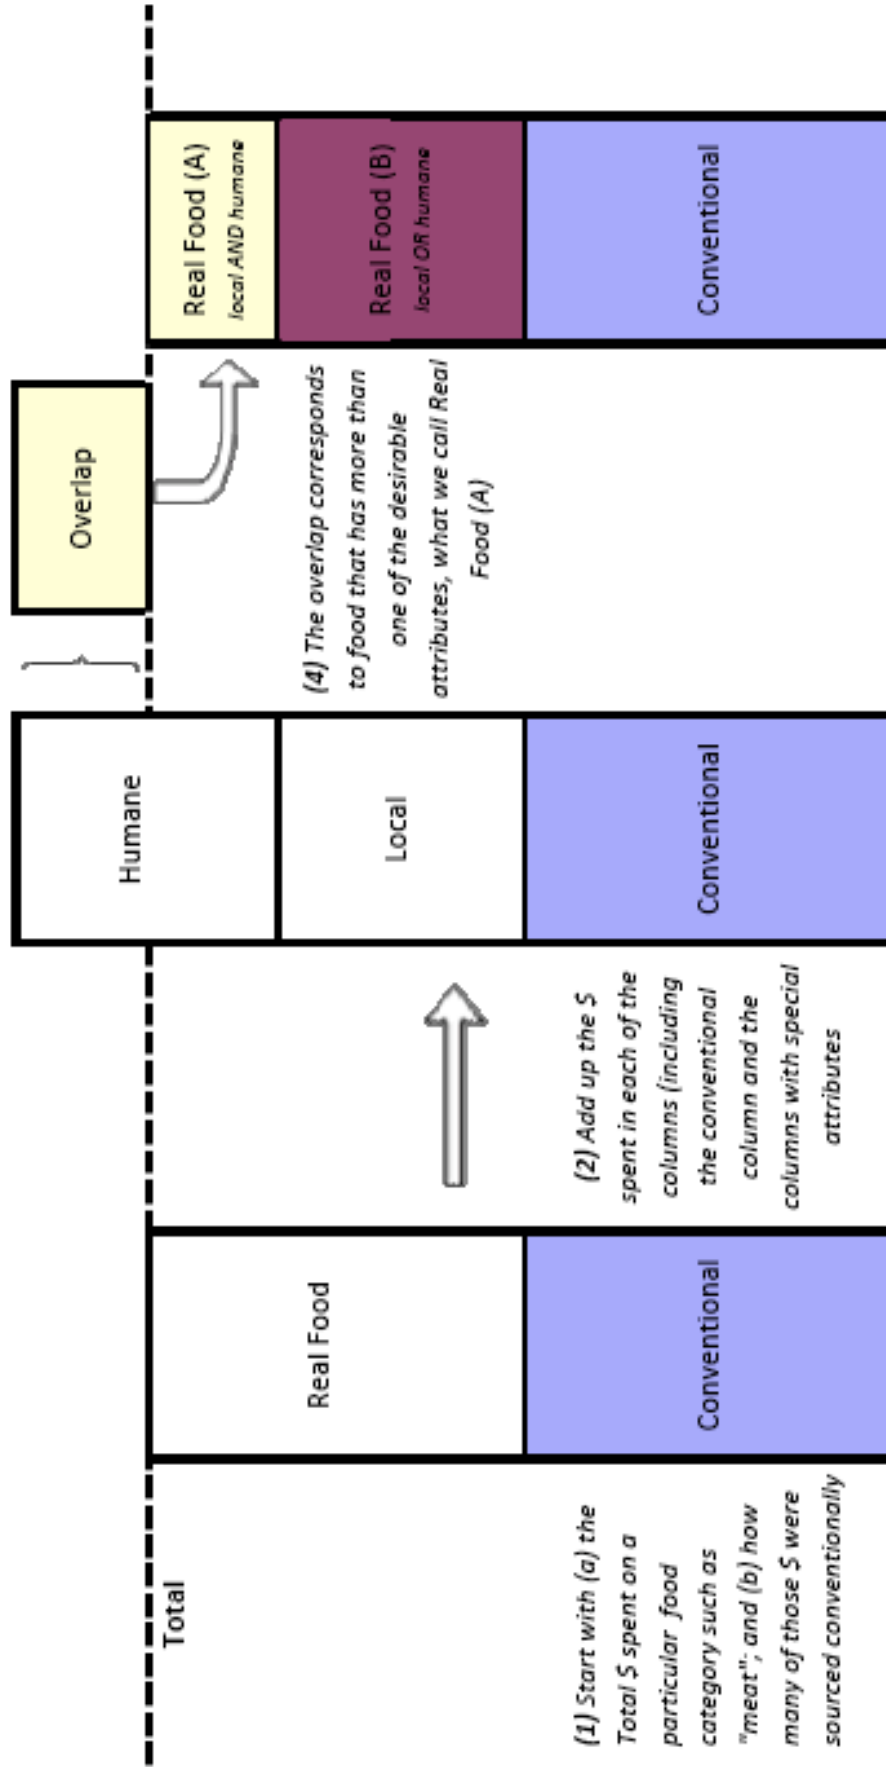 Total
(1) Start with (a) the
Total $ spent on a
particular food
category such as
"meat"; and (b) how
many of those $ were
sourced conventionally
Real Food
Conventional
(2) Add up the $
spent in each of the
columns (including
the conventional
column and the
columns with special
attributes
Humane
Local
Conventional
Overlap
(4) The overlap corresponds
to food that has more than
one of the desirable
attributes, what we call Real
Food (A)
Real Food (A)
local AND humane
Real Food (B)
local OR humane
Conventional